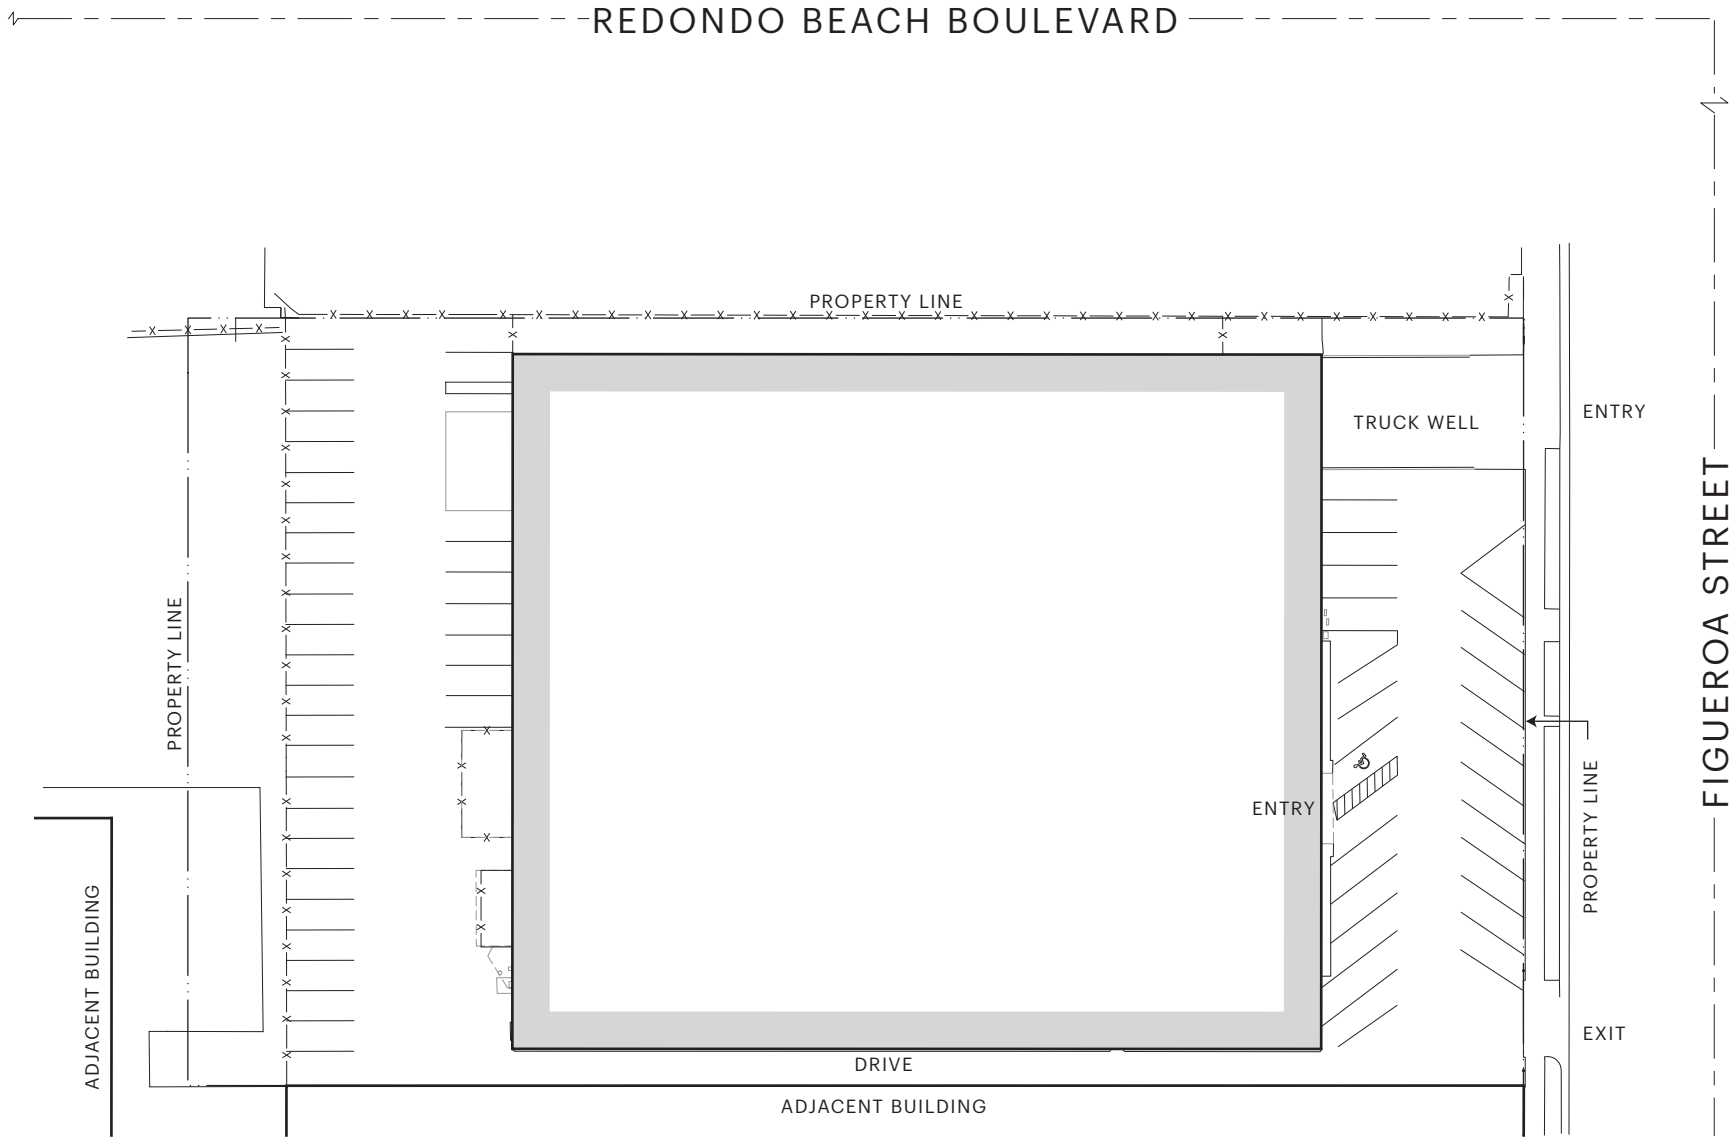 REDONDO BEACH BOULEVARD
PROPERTY LINE
ENTRY
TRUCK WELL
FIGUEROA STREET
PROPERTY LINE
PROPERTY LINE
ENTRY
ADJACENT BUILDING
EXIT
DRIVE
ADJACENT BUILDING